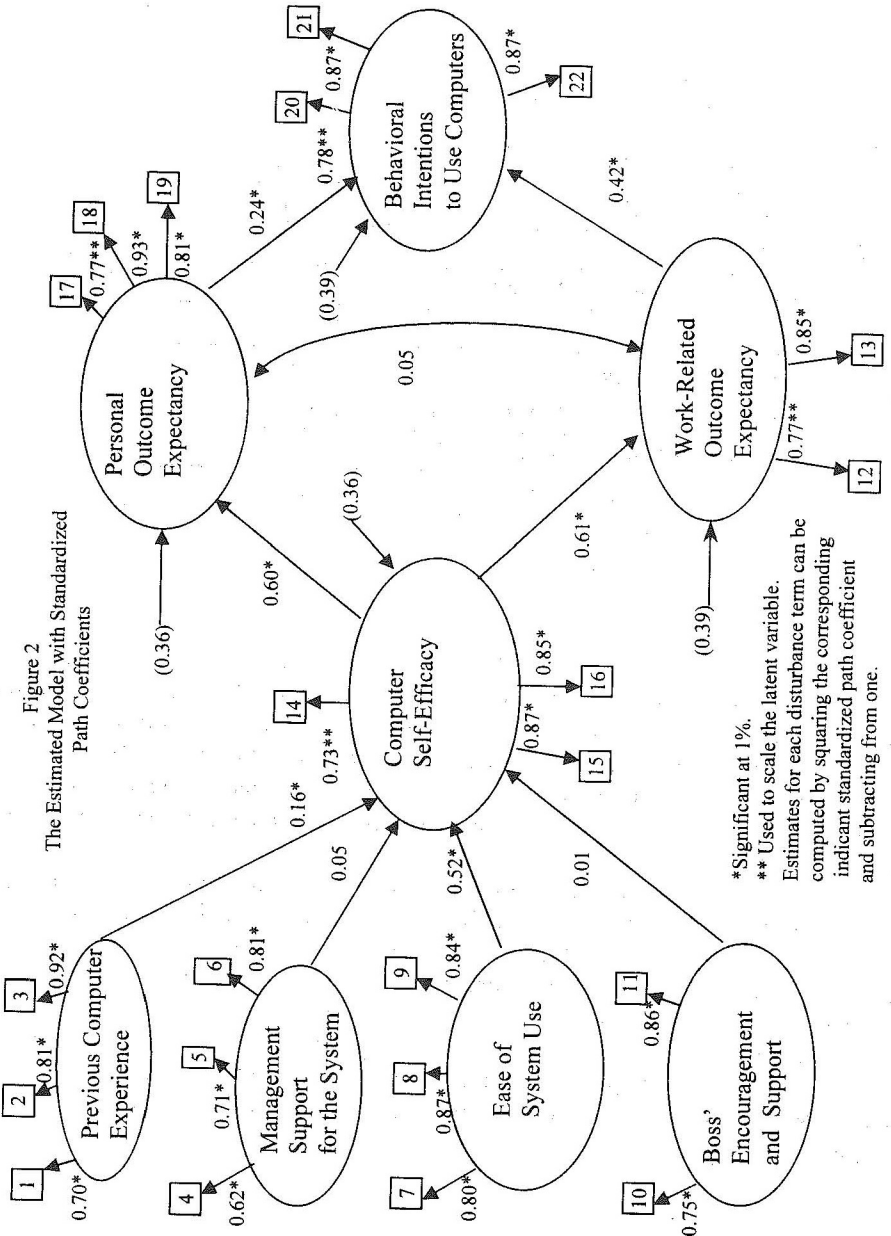 Figure 2
The Estimated Model with Standardized
Path Coefficients
1
2
3
0.70*
0.81*
0.92*
Previous Computer
Experience
0.16*
4
5
6
0.62*
0.71*
0.81*
Management
Support
for the System
0.05
7
8
9
0.80*
0.87*
0.84*
Ease of
System Use
0.52*
10
11
0.75*
0.86*
Boss'
Encouragement
and Support
0.01
14
0.73**
Computer
Self-Efficacy
0.87*
0.85*
15
16
(0.36)
0.60*
0.61*
(0.36)
17
18
19
0.77**
0.93*
0.81*
Personal
Outcome
Expectancy
0.24*
0.05
(0.39)
Work-Related
Outcome
Expectancy
0.77**
0.85*
12
13
0.42*
(0.39)
20
21
0.78**
0.87*
Behavioral
Intentions
to Use Computers
0.87*
22
*Significant at 1%.
** Used to scale the latent variable.
Estimates for each disturbance term can be
computed by squaring the corresponding
indicant standardized path coefficient
and subtracting from one.